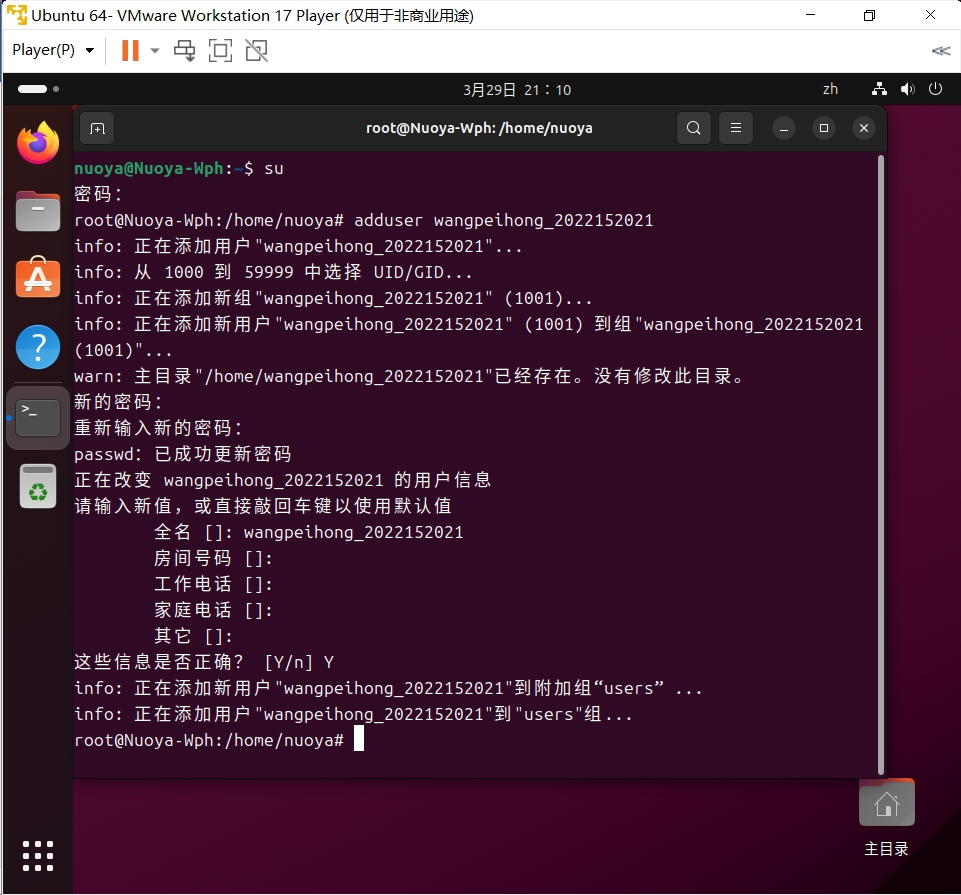 Ubuntu 64- VMware Workstation 17 Player (仅用于非商业用途)
Player(P)
3月29日 21：10
zh
root@Nuoya-Wph: /home/nuoya
nuoya@Nuoya-Wph:~$ su
密码：
root@Nuoya-Wph:/home/nuoya# adduser wangpeihong_2022152021
info: 正在添加用户"wangpeihong_2022152021"...
info: 从 1000 到 59999 中选择 UID/GID...
info: 正在添加新组"wangpeihong_2022152021" (1001)...
info: 正在添加新用户"wangpeihong_2022152021" (1001) 到组"wangpeihong_2022152021
(1001)"...
warn: 主目录"/home/wangpeihong_2022152021"已经存在。没有修改此目录。
新的密码：
重新输入新的密码：
passwd：已成功更新密码
正在改变 wangpeihong_2022152021 的用户信息
请输入新值，或直接敲回车键以使用默认值
全名 []: wangpeihong_2022152021
房间号码 []:
工作电话 []:
家庭电话 []:
其它 []:
这些信息是否正确？ [Y/n] Y
info: 正在添加新用户"wangpeihong_2022152021"到附加组“users” ...
info: 正在添加用户"wangpeihong_2022152021"到"users"组...
root@Nuoya-Wph:/home/nuoya#
主目录